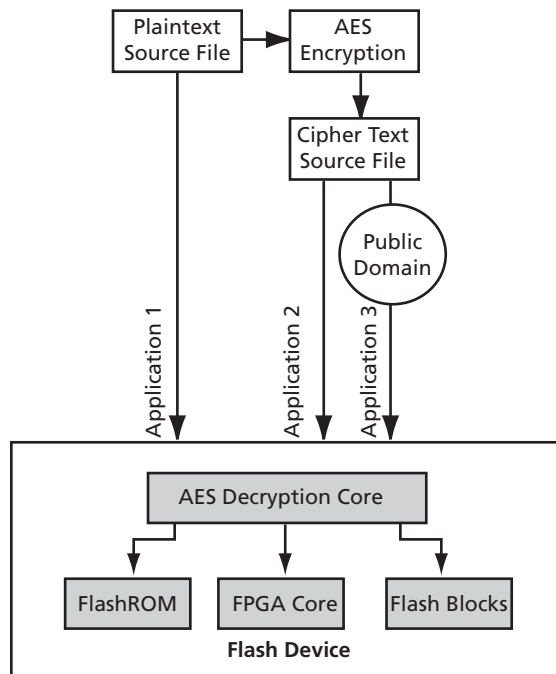 Plaintext
Source File
AES
Encryption
Cipher Text
Source File
Public
Domain
Application 1
Application 2
Application 3
AES Decryption Core
FlashROM
FPGA Core
Flash Blocks
Flash Device